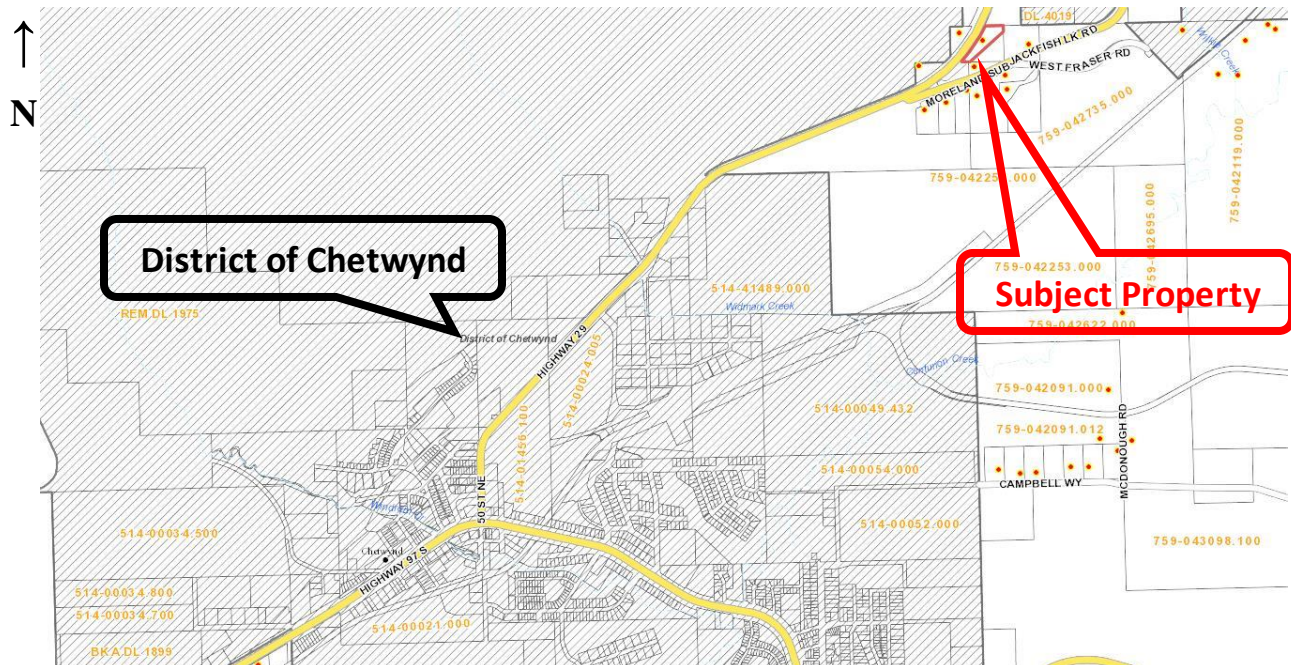 ↑
N
DL 4019
Wilkie Creek
MORELAND SUB
JACKFISH LK RD
WEST FRASER RD
759-042735.000
759-042119.000
759-042695.000
District of Chetwynd
759-042253.000
Subject Property
514-41489.000
Widmark Creek
REM DL 1975
759-042622.000
District of Chetwynd
HIGHWAY 29
514-00024.005
Centurion Creek
759-042091.000
514-00049.432
759-042091.012
MCDONOUGH RD
514-01456.100
514-00054.000
CAMPBELL WY
50 ST NE
514-00034.500
514-00052.000
759-043098.100
Chetwynd
HIGHWAY 97 S
514-00034.800
514-00034.700
514-00021.000
BK A DL 1895